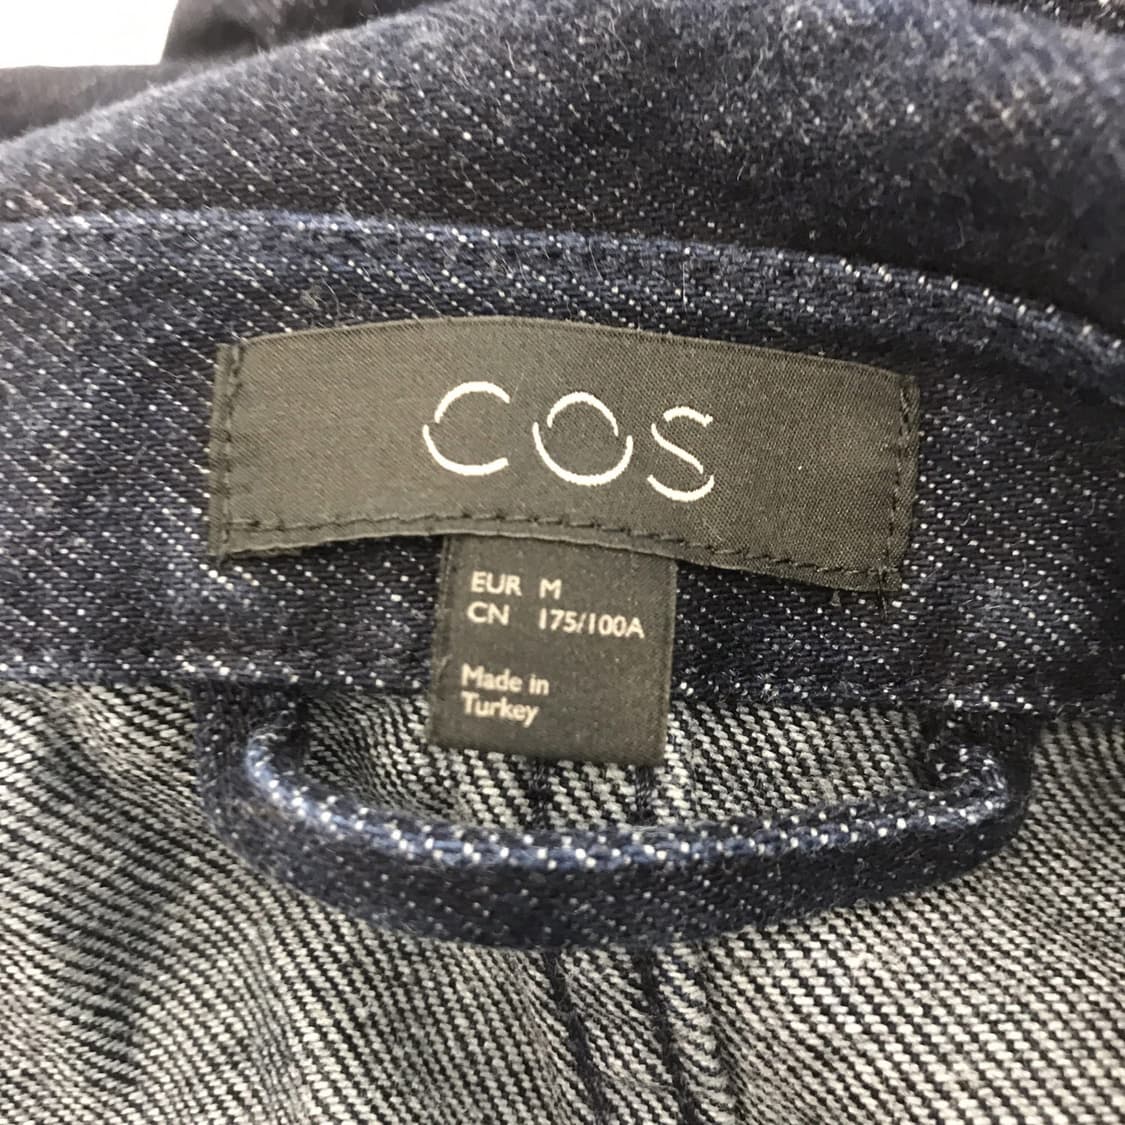 COS
EUR M
CN 175/100A
Made in
Turkey